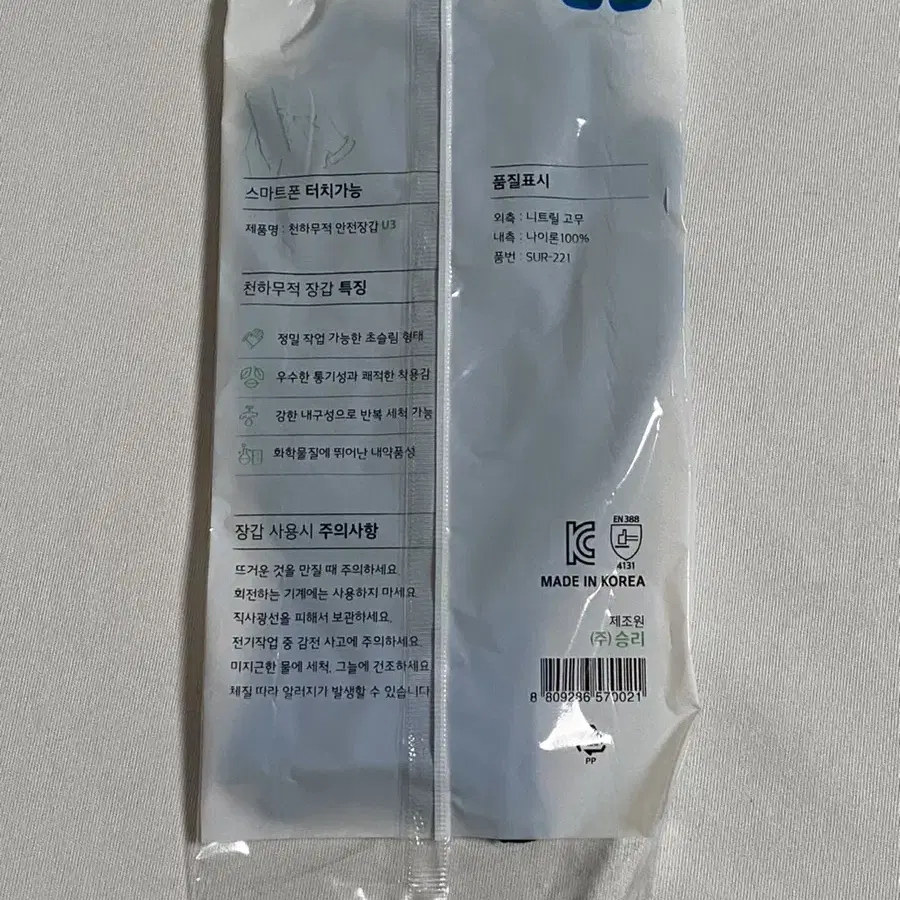 스마트폰 터치가능
제품명 : 천하무적 안전장갑 U3
천하무적 장갑 특징
정밀 작업 가능한 초슬림 형태
우수한 통기성과 쾌적한 착용감
강한 내구성으로 반복 세척 가능
화학물질에 뛰어난 내약품성
장갑 사용시 주의사항
뜨거운 것을 만질 때 주의하세요
회전하는 기계에는 사용하지 마세요.
직사광선을 피해서 보관하세요.
전기작업 중 감전 사고에 주의하세요
미지근한 물에 세척, 그늘에 건조하세요
체질 따라 알러지가 발생할 수 있습니다
품질표시
외측 : 니트릴 고무
내측 : 나이론100%
품번 : SUR-221
EN 388
4131
MADE IN KOREA
제조원
(주) 승리
8 809286 570021
PP